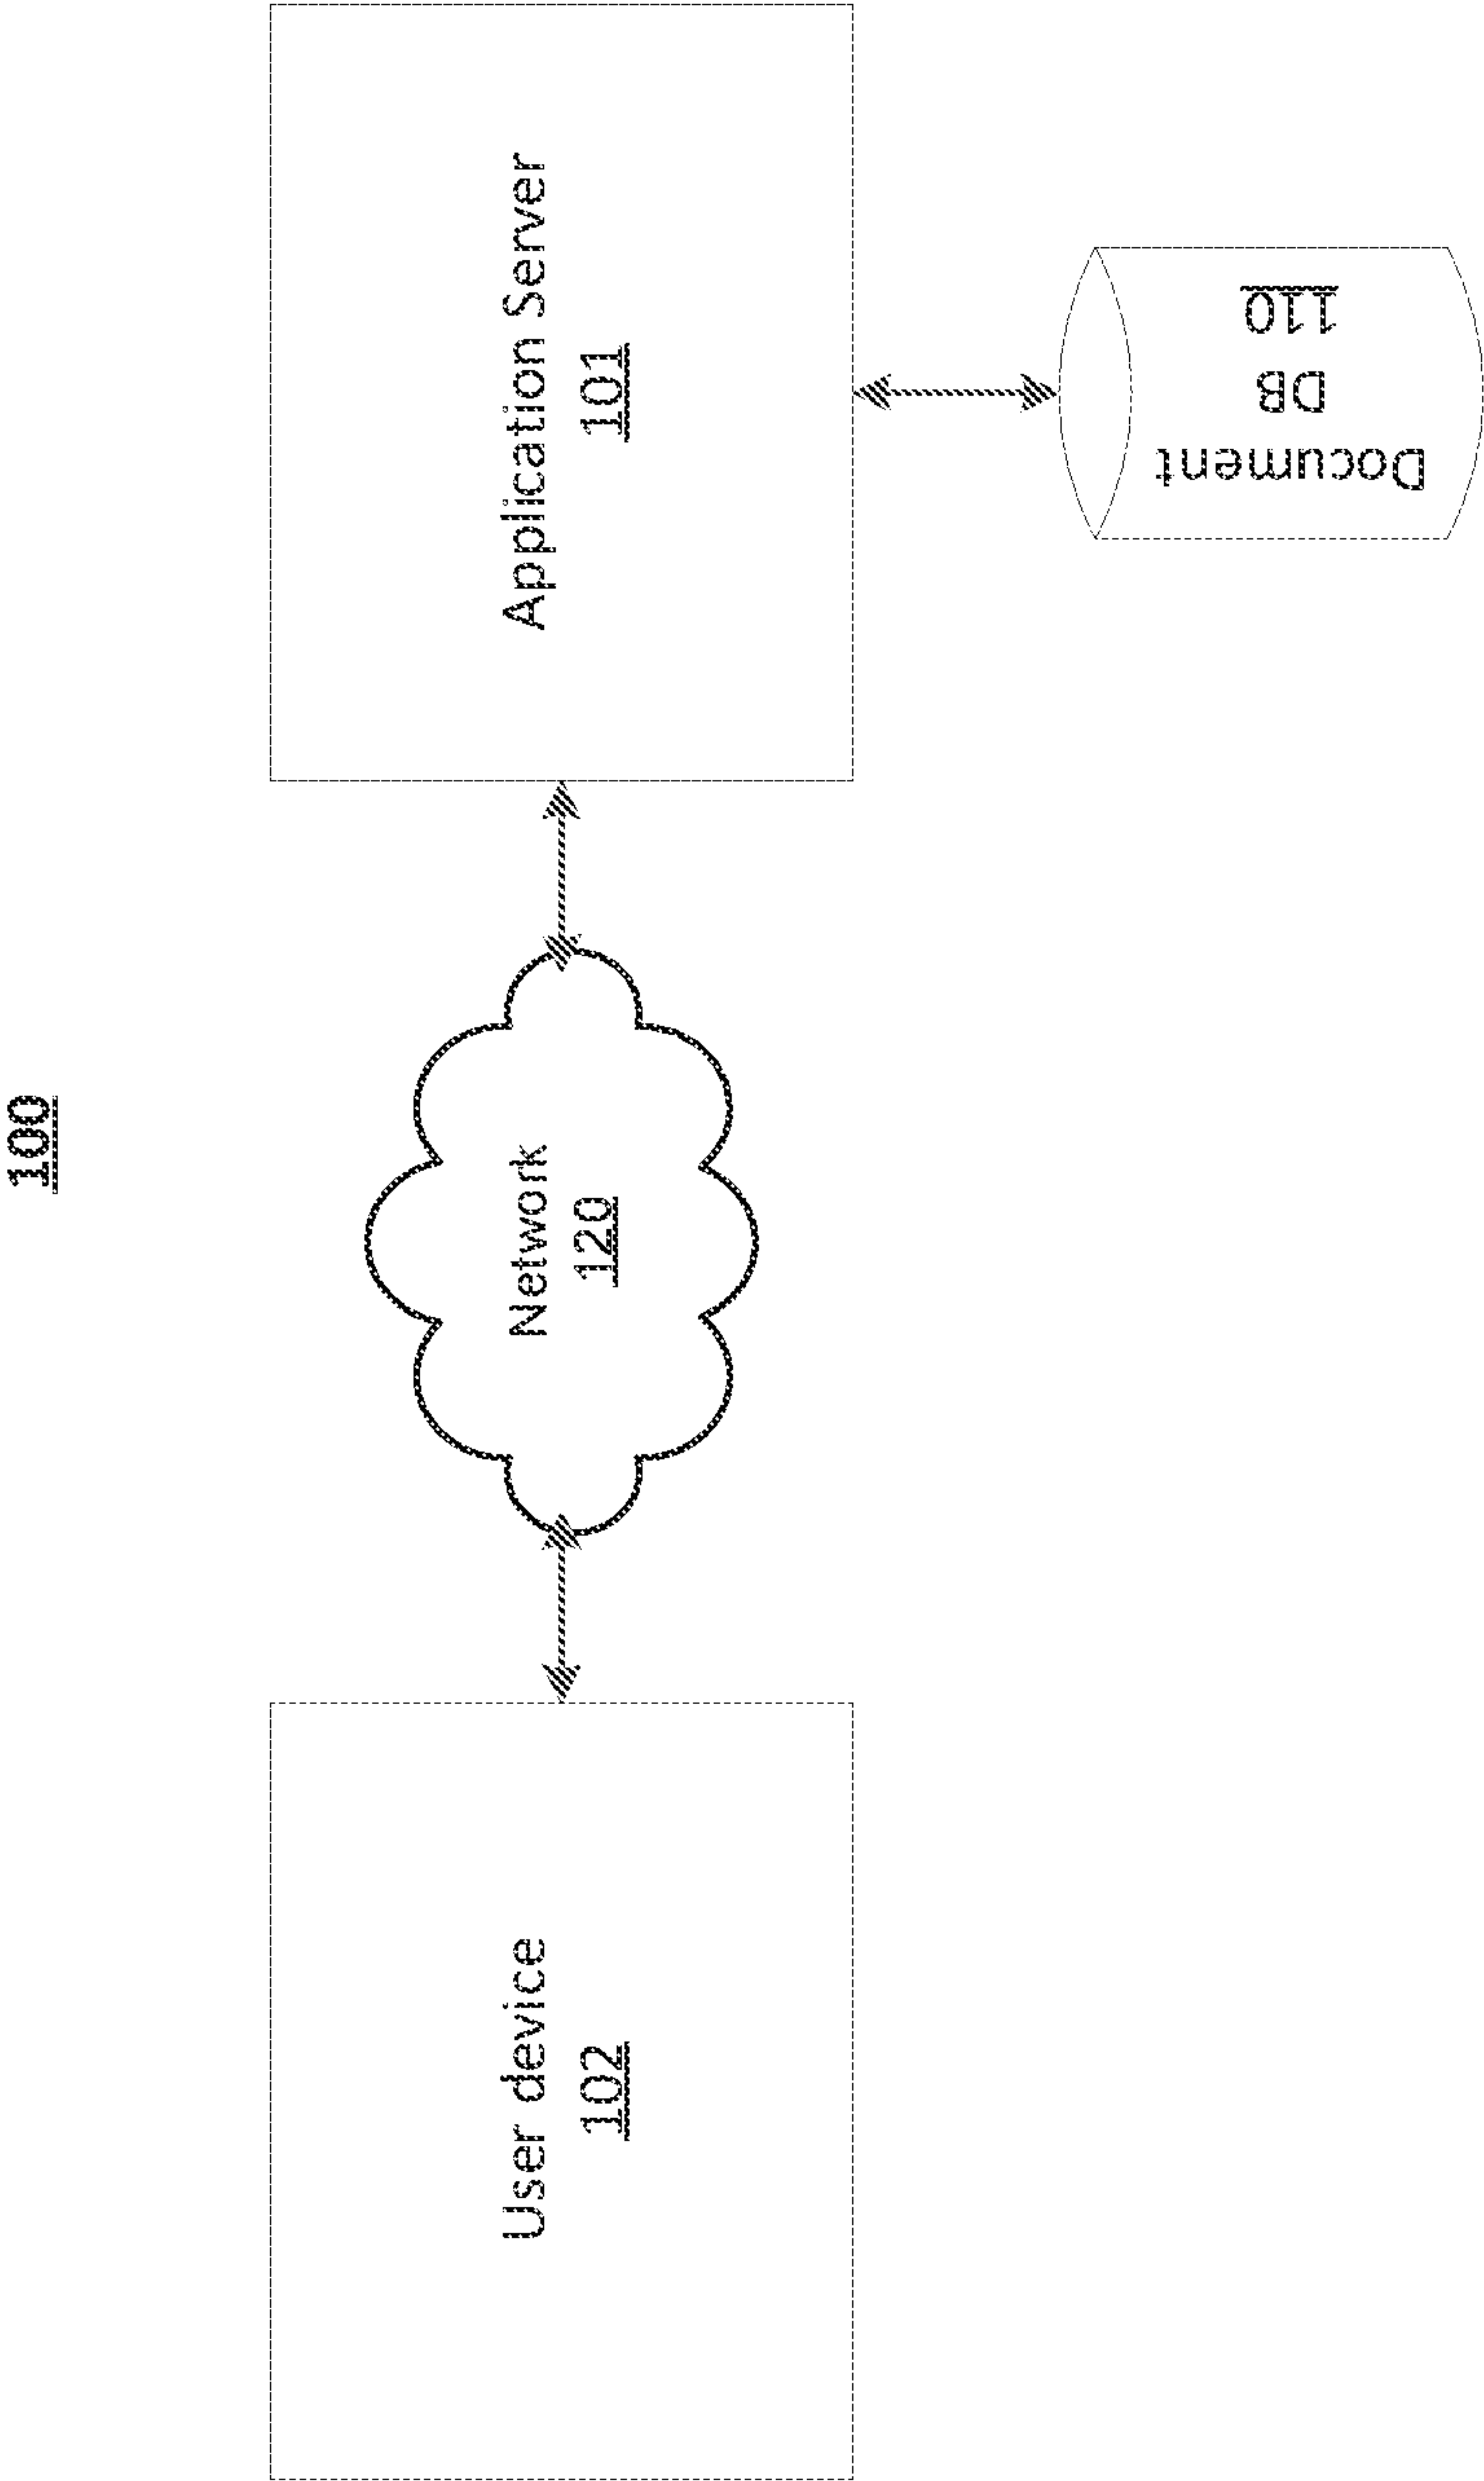 100
User device
102
Network
120
Application Server
101
Document
DB
110